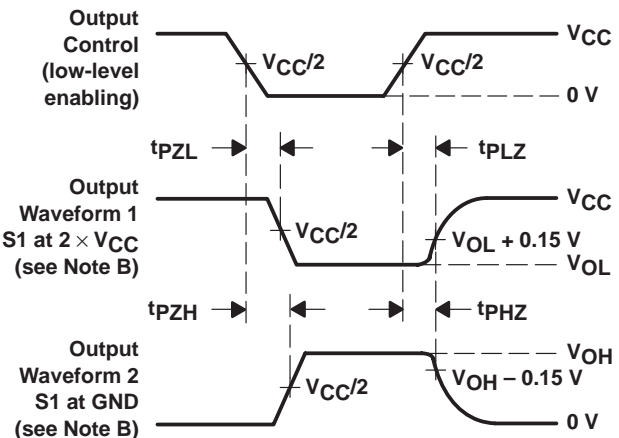 Output
Control
(low-level
enabling)
VCC/2
VCC/2
VCC
0 V
tPZL
tPLZ
Output
Waveform 1
S1 at 2 × VCC
(see Note B)
VCC/2
VCC
VOL + 0.15 V
VOL
tPZH
tPHZ
Output
Waveform 2
S1 at GND
(see Note B)
VCC/2
VOH
VOH – 0.15 V
0 V